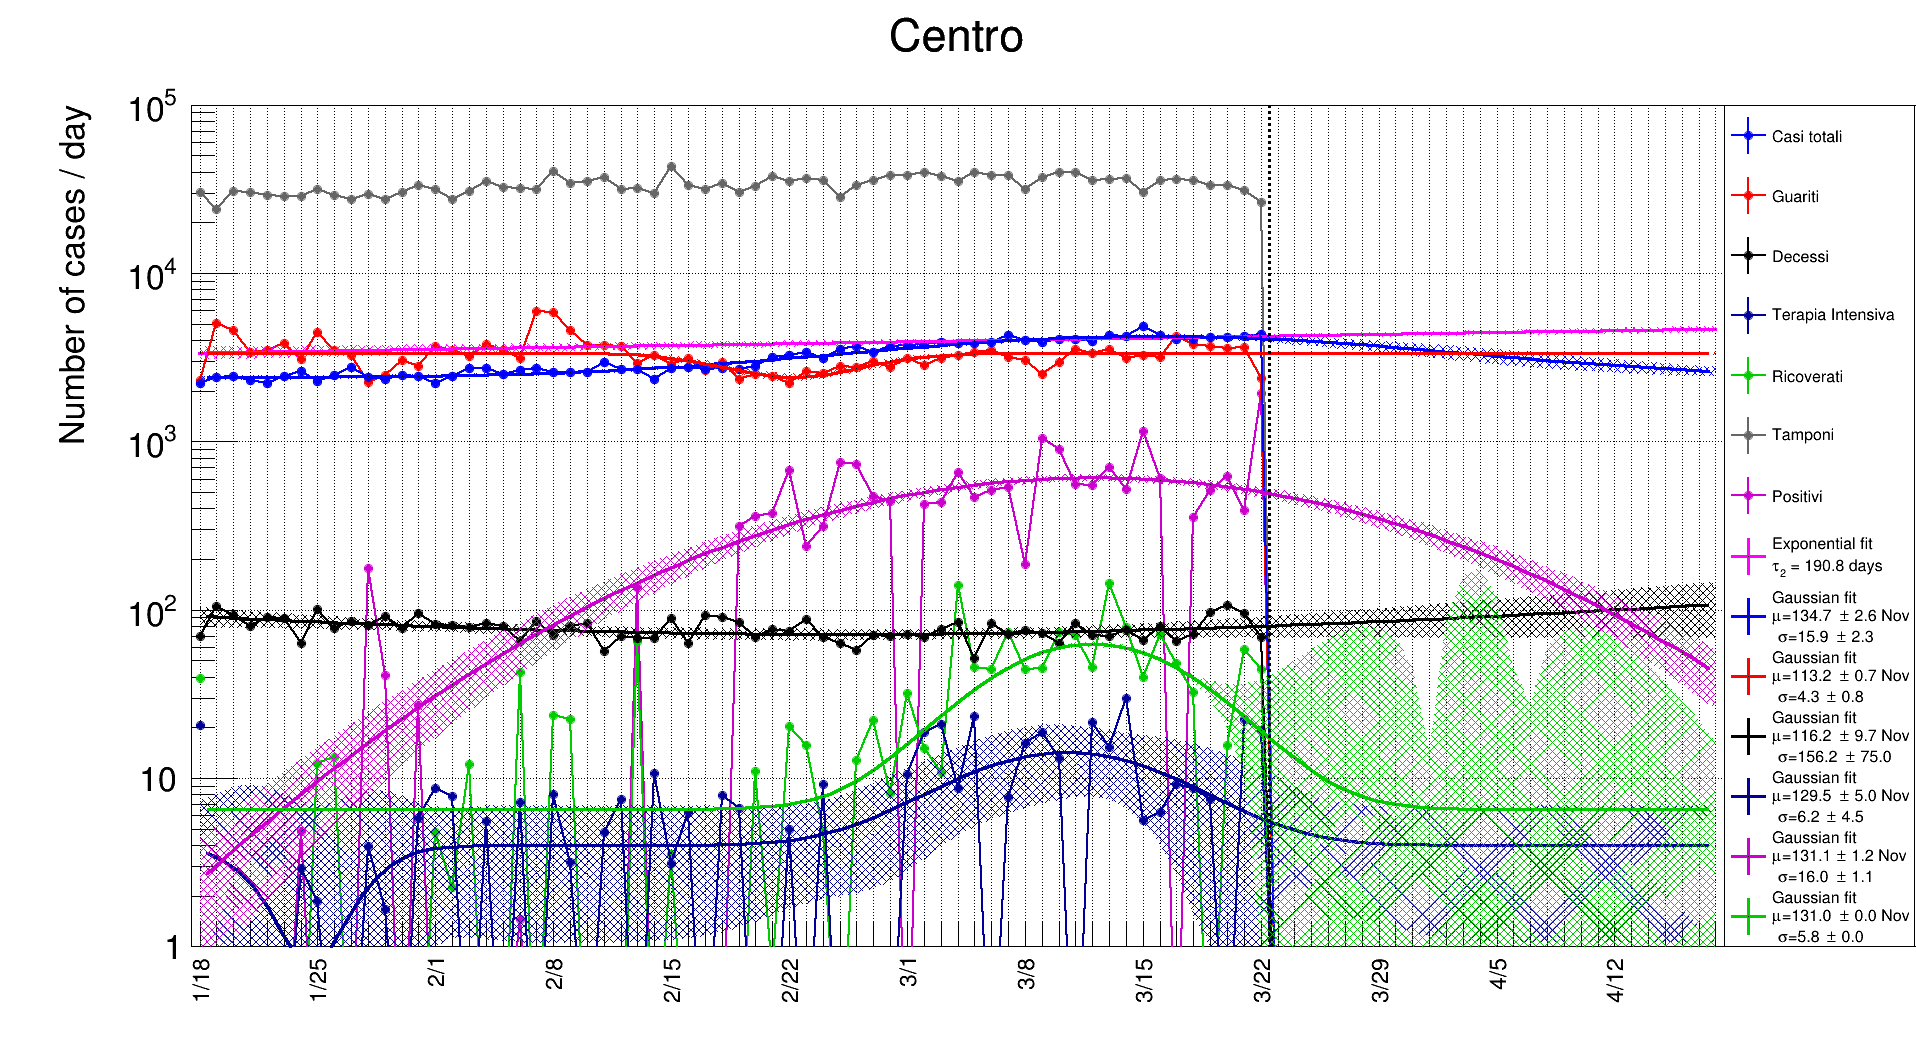 Centro
Number of cases / day
10^5
10^4
10^3
10^2
10
1
1/18
1/25
2/1
2/8
2/15
2/22
3/1
3/8
3/15
3/22
3/29
4/5
4/12
Casi totali
Guariti
Decessi
Terapia Intensiva
Ricoverati
Tamponi
Positivi
Exponential fit
τ₂ = 190.8 days
Gaussian fit
μ=134.7 ± 2.6 Nov
σ=15.9 ± 2.3
Gaussian fit
μ=113.2 ± 0.7 Nov
σ=4.3 ± 0.8
Gaussian fit
μ=116.2 ± 9.7 Nov
σ=156.2 ± 75.0
Gaussian fit
μ=129.5 ± 5.0 Nov
σ=6.2 ± 4.5
Gaussian fit
μ=131.1 ± 1.2 Nov
σ=16.0 ± 1.1
Gaussian fit
μ=131.0 ± 0.0 Nov
σ=5.8 ± 0.0